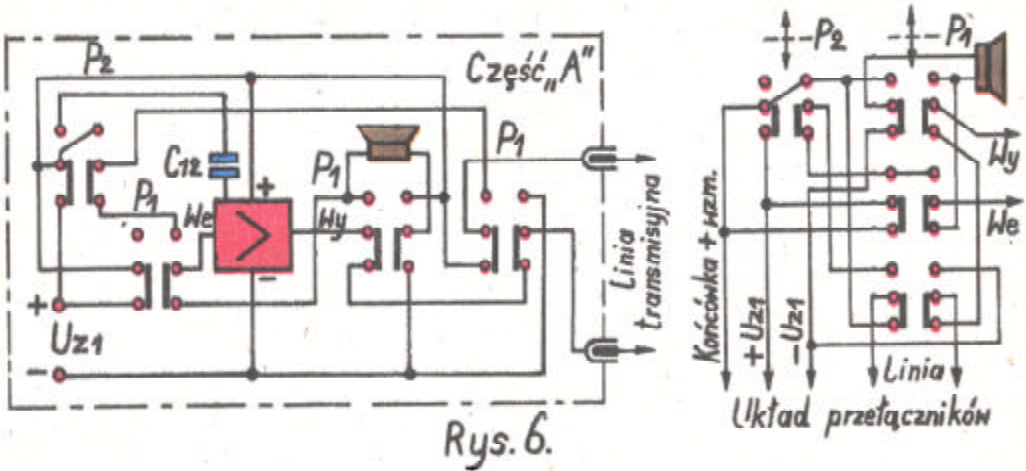 P2
Część „A”
C12
P1
P1
P1
We
Wy
+
-
+
Uz1
-
Linia
transmisyjna
Rys. 6.
P2
P1
Wy
We
Końcówka + wzm.
+Uz1
-Uz1
Linia
Układ przełączników